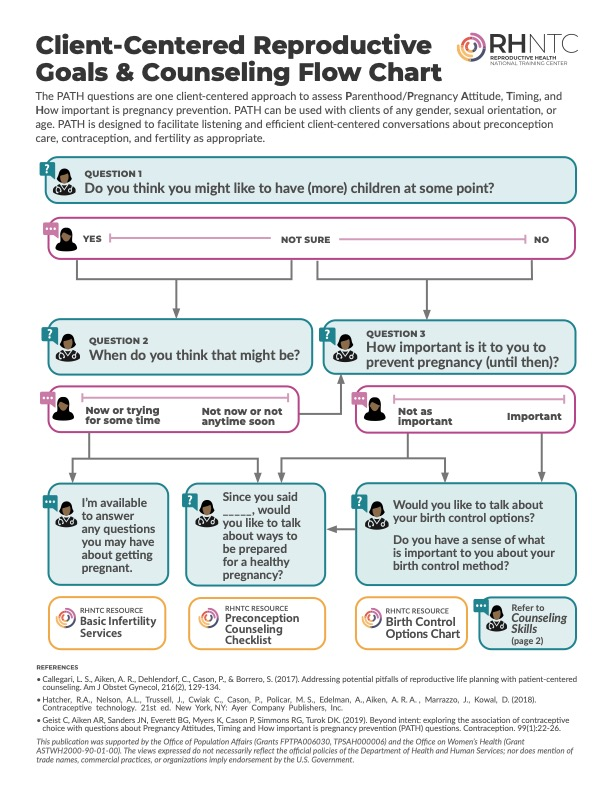 Client-Centered Reproductive
Goals & Counseling Flow Chart
RHNTC
REPRODUCTIVE HEALTH
NATIONAL TRAINING CENTER
The PATH questions are one client-centered approach to assess Parenthood/Pregnancy Attitude, Timing, and
How important is pregnancy prevention. PATH can be used with clients of any gender, sexual orientation, or
age. PATH is designed to facilitate listening and efficient client-centered conversations about preconception
care, contraception, and fertility as appropriate.
?
QUESTION 1
Do you think you might like to have (more) children at some point?
YES
NOT SURE
NO
?
QUESTION 2
When do you think that might be?
?
QUESTION 3
How important is it to you to
prevent pregnancy (until then)?
Now or trying
for some time
Not now or not
anytime soon
Not as
important
Important
I'm available
to answer
any questions
you may have
about getting
pregnant.
?
Since you said
_____, would
you like to talk
about ways to
be prepared
for a healthy
pregnancy?
?
Would you like to talk about
your birth control options?
Do you have a sense of what
is important to you about your
birth control method?
RHNTC RESOURCE
Basic Infertility
Services
RHNTC RESOURCE
Preconception
Counseling
Checklist
RHNTC RESOURCE
Birth Control
Options Chart
Refer to
Counseling
Skills
(page 2)
REFERENCES
• Callegari, L. S., Aiken, A. R., Dehlendorf, C., Cason, P., & Borrero, S. (2017). Addressing potential pitfalls of reproductive life planning with patient-centered
counseling. Am J Obstet Gynecol, 216(2), 129-134.
• Hatcher, R.A., Nelson, A.L., Trussell, J., Cwiak, C., Cason, P., Policar, M. S., Edelman, A., Aiken, A. R. A. , Marrazzo, J., Kowal, D. (2018).
Contraceptive technology. 21st ed. New York, NY: Ayer Company Publishers, Inc.
• Geist C, Aiken AR, Sanders JN, Everett BG, Myers K, Cason P, Simmons RG, Turok DK. (2019). Beyond intent: exploring the association of contraceptive
choice with questions about Pregnancy Attitudes, Timing and How important is pregnancy prevention (PATH) questions. Contraception. 99(1):22-26.
This publication was supported by the Office of Population Affairs (Grants FPTPA006030, TPSAH000006) and the Office on Women's Health (Grant
ASTWH2000-90-01-00). The views expressed do not necessarily reflect the official policies of the Department of Health and Human Services; nor does mention of
trade names, commercial practices, or organizations imply endorsement by the U.S. Government.